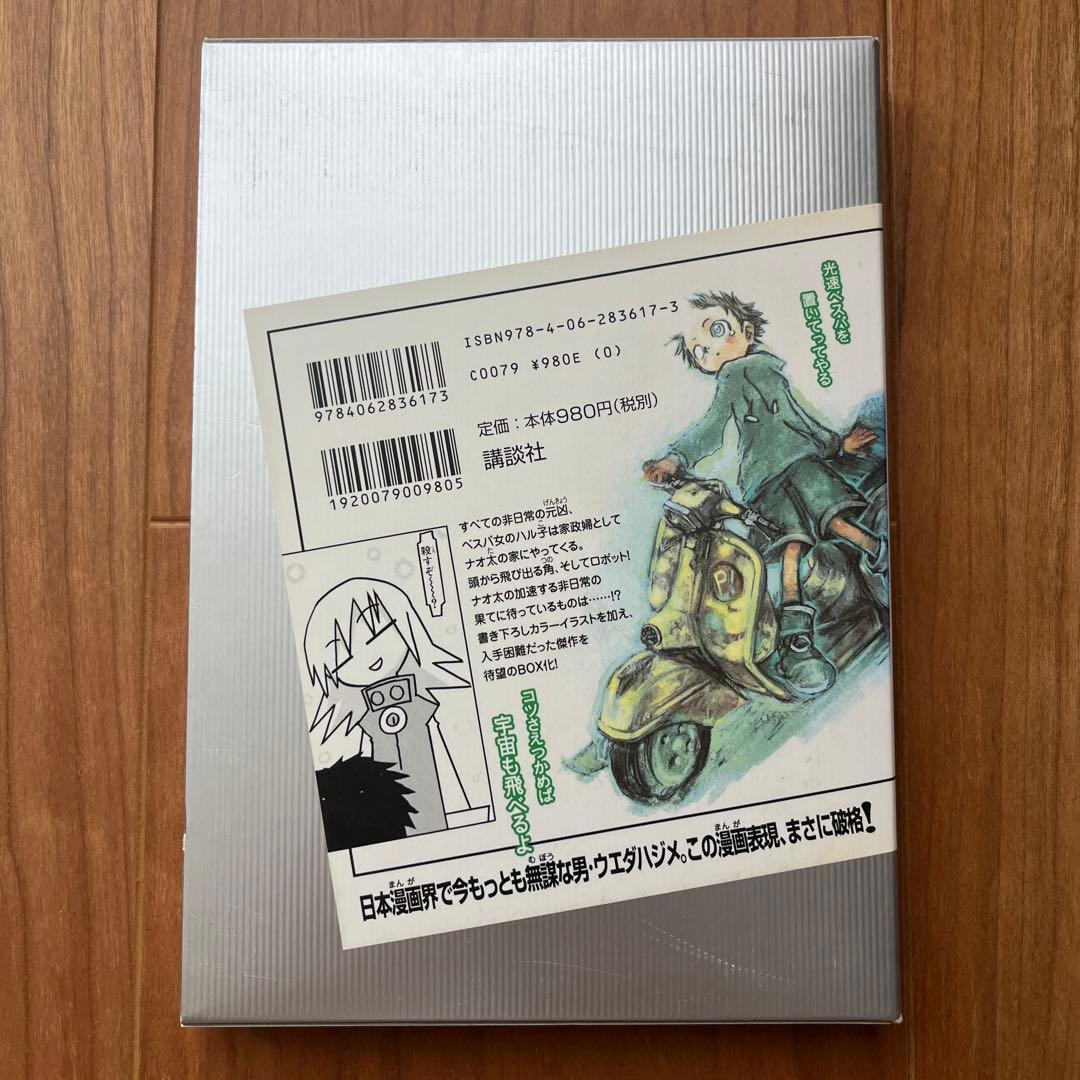 光速ベスパを
置いてってやる
ISBN978-4-06-283617-3
C0079 ¥980E (0)
9784062836173
1920079009805
定価：本体980円(税別)
講談社
すべての非日常の元凶、
ベスパ女のハル子は家政婦として
ナオ太の家にやってくる。
頭から飛び出る角、そしてロボット!
ナオ太の加速する非日常の
果てに待っているものは……!?
書き下ろしカラーイラストを加え、
入手困難だった傑作を
待望のBOX化!
殺すぞ〜〜〜?
コツさえつかめば
宇宙も飛べるよ
日本漫画界で今もっとも無謀な男・ウエダハジメ。この漫画表現、まさに破格!